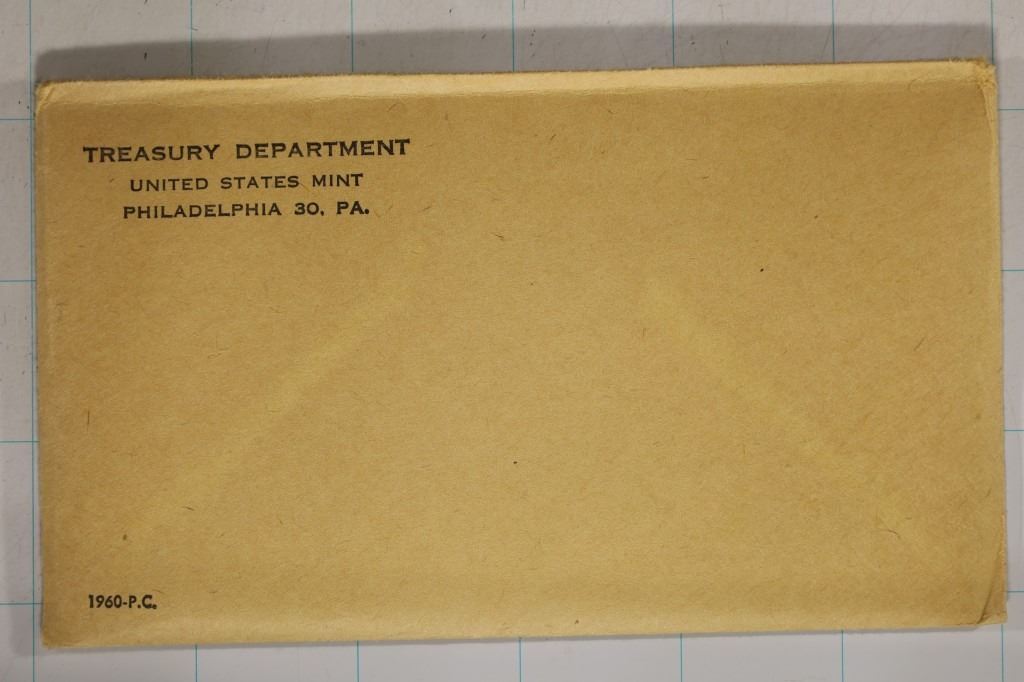 TREASURY DEPARTMENT
UNITED STATES MINT
PHILADELPHIA 30, PA.
1960-P.C.